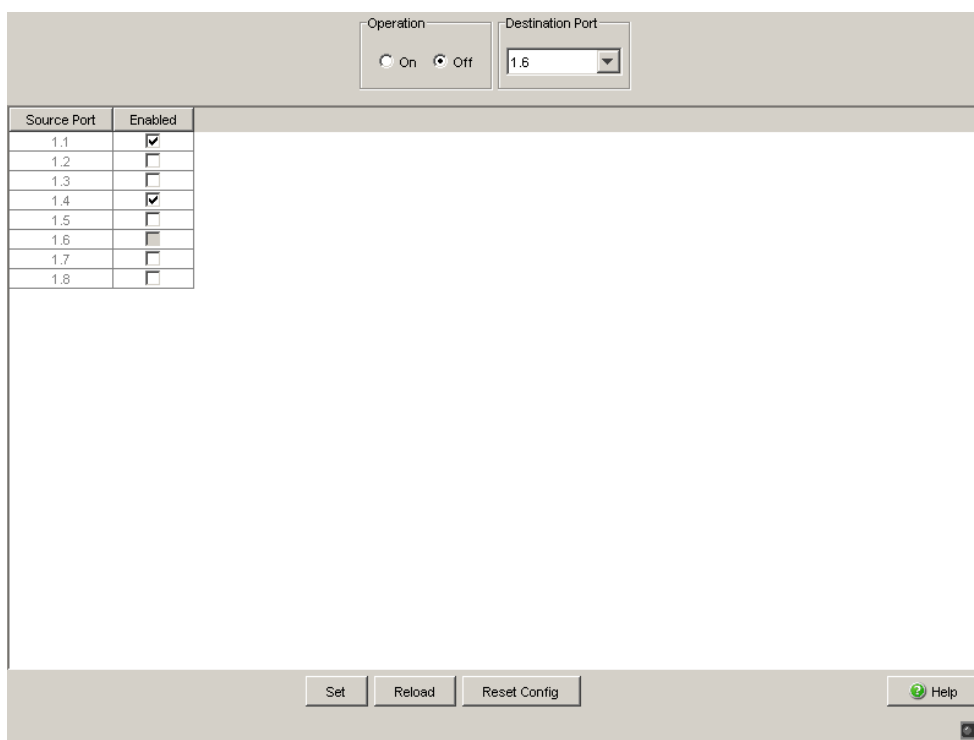 Operation
On Off
Destination Port
1.6
Source Port Enabled
1.1
1.2
1.3
1.4
1.5
1.6
1.7
1.8
Set Reload Reset Config Help